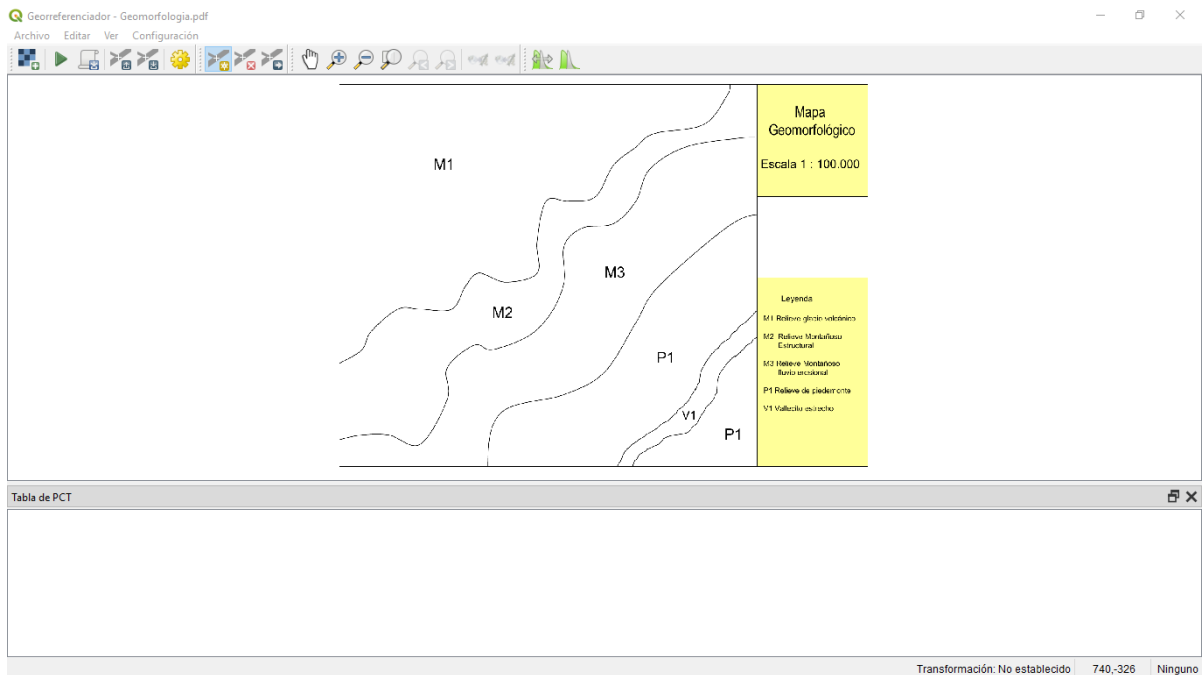 Georreferenciador - Geomorfologia.pdf
Archivo Editar Ver Configuración
Mapa
Geomorfológico
Escala 1 : 100.000
M1
M3
M2
P1
V1
P1
Leyenda
M1 Relieve glacio volcánico
M2 Relieve Montañoso
Estructural
M3 Relieve Montañoso
fluvio erosional
P1 Relieve de piedemonte
V1 Vallecito estrecho
Tabla de PCT
Transformación: No establecido 740,-326 Ninguno